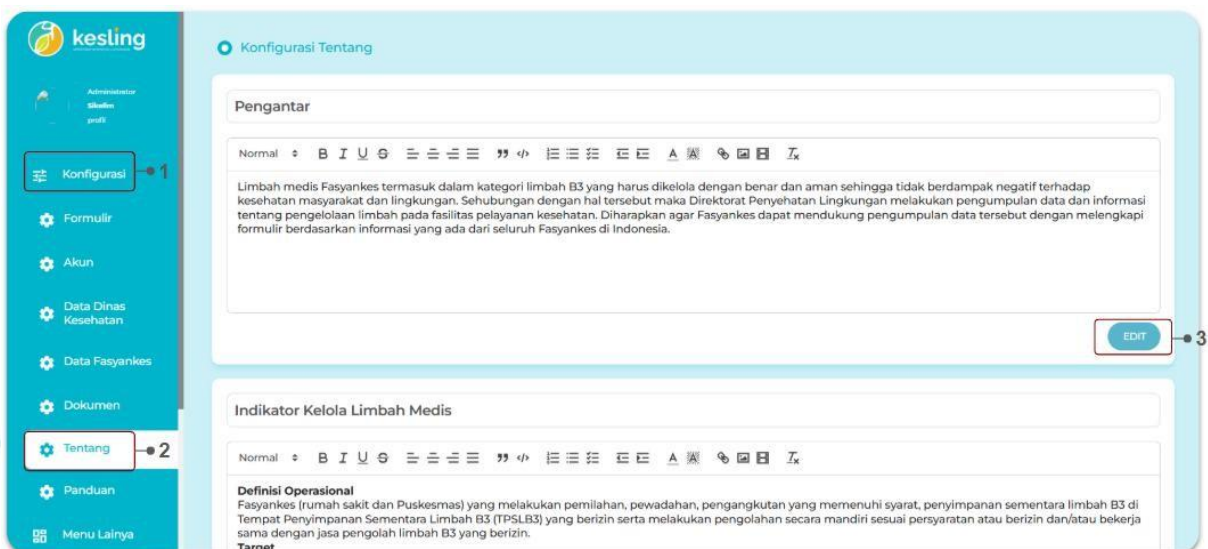 kesling
Administrator
Sikelim
profil
Konfigurasi
1
Formulir
Akun
Data Dinas
Kesehatan
Data Fasyankes
Dokumen
Tentang
2
Panduan
Menu Lainya
Konfigurasi Tentang
Pengantar
Normal
Limbah medis Fasyankes termasuk dalam kategori limbah B3 yang harus dikelola dengan benar dan aman sehingga tidak berdampak negatif terhadap
kesehatan masyarakat dan lingkungan. Sehubungan dengan hal tersebut maka Direktorat Penyehatan Lingkungan melakukan pengumpulan data dan informasi
tentang pengelolaan limbah pada fasilitas pelayanan kesehatan. Diharapkan agar Fasyankes dapat mendukung pengumpulan data tersebut dengan melengkapi
formulir berdasarkan informasi yang ada dari seluruh Fasyankes di Indonesia.
EDIT
3
Indikator Kelola Limbah Medis
Normal
Definisi Operasional
Fasyankes (rumah sakit dan Puskesmas) yang melakukan pemilahan, pewadahan, pengangkutan yang memenuhi syarat, penyimpanan sementara limbah B3 di
Tempat Penyimpanan Sementara Limbah B3 (TPSLB3) yang berizin serta melakukan pengolahan secara mandiri sesuai persyaratan atau berizin dan/atau bekerja
sama dengan jasa pengolah limbah B3 yang berizin.
Target